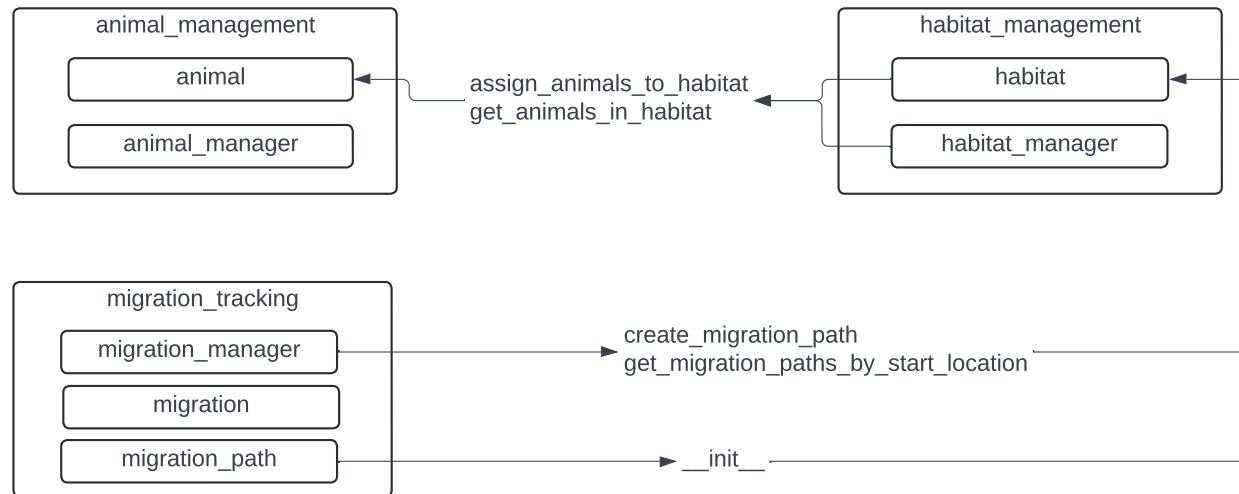 animal_management
animal
animal_manager
assign_animals_to_habitat
get_animals_in_habitat
habitat_management
habitat
habitat_manager
migration_tracking
migration_manager
migration
migration_path
create_migration_path
get_migration_paths_by_start_location
__init__